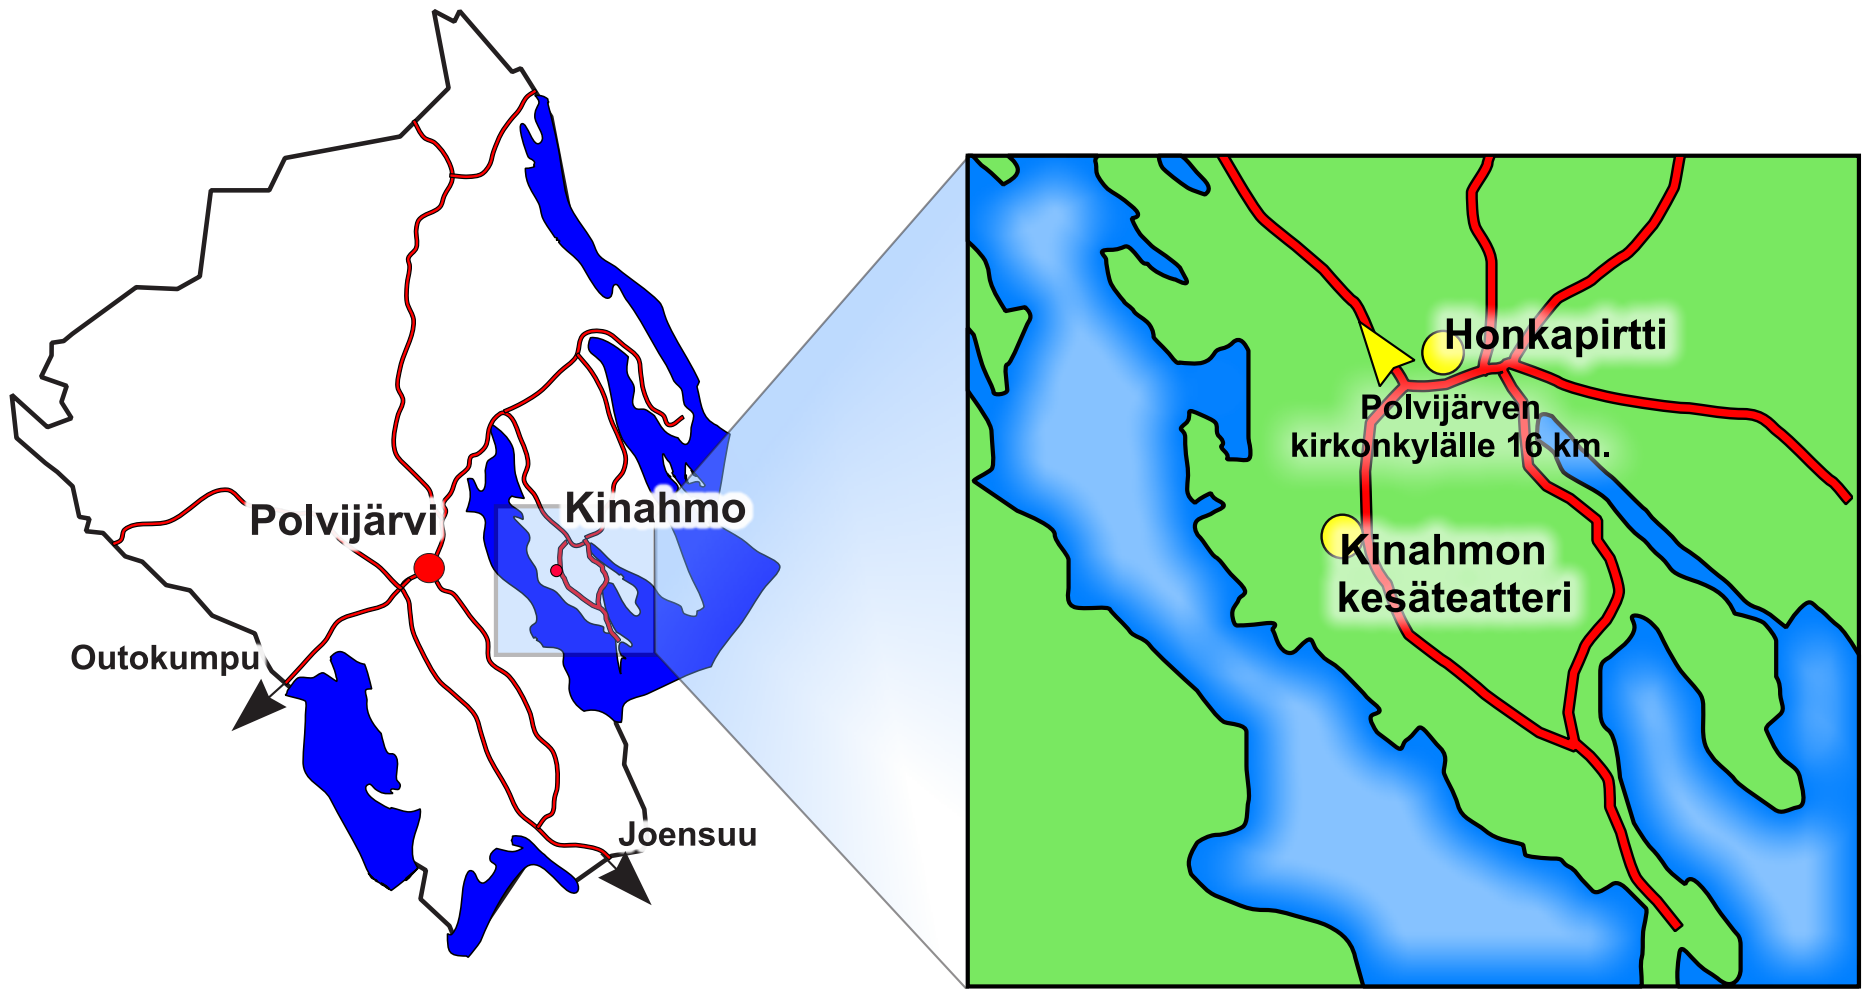 Polvijärvi
Kinahmo
Outokumpu
Joensuu
Honkapirtti
Polvijärven
kirkonkylälle 16 km.
Kinahmon
kesäteatteri